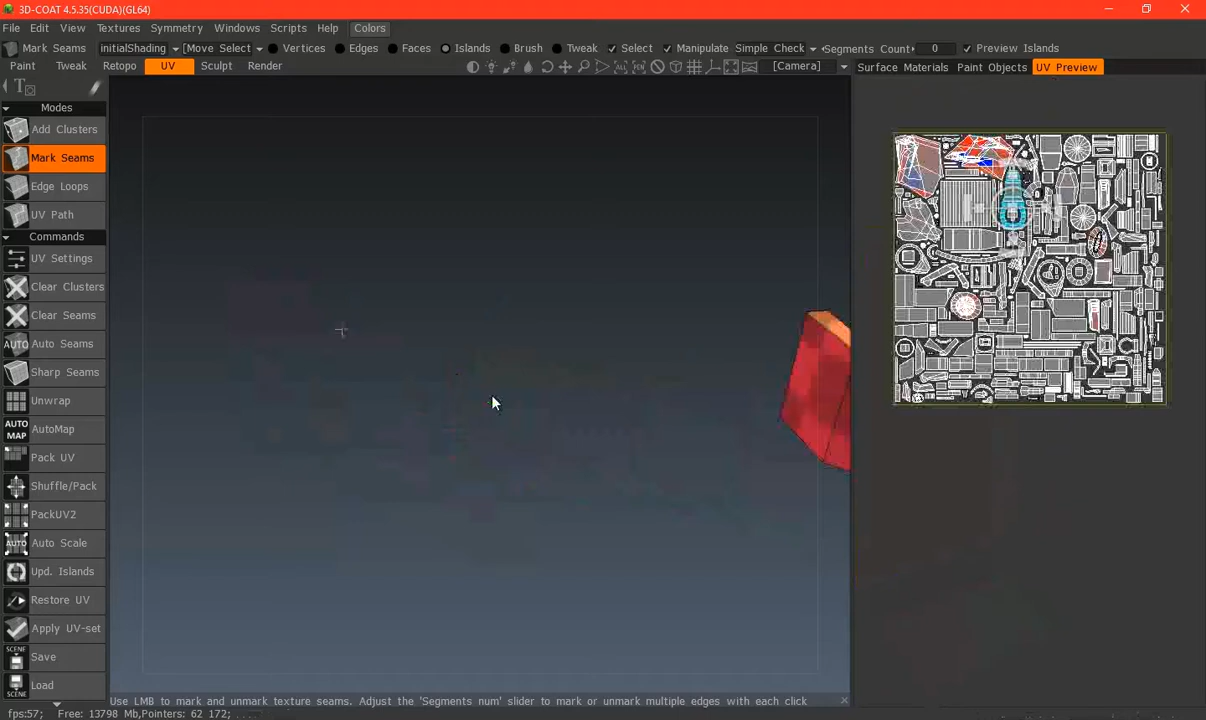 3D-COAT 4.5.35(CUDA)(GL64)
File Edit View Textures Symmetry Windows Scripts Help Colors
Mark Seams initialShading [Move Select Vertices Edges Faces Islands Brush Tweak Select Manipulate Simple Check Segments Count 0 Preview Islands
Paint Tweak Retopo UV Sculpt Render [Camera] Surface Materials Paint Objects UV Preview
Modes
Add Clusters
Mark Seams
Edge Loops
UV Path
Commands
UV Settings
Clear Clusters
Clear Seams
AUTO Auto Seams
Sharp Seams
Unwrap
AUTO MAP AutoMap
Pack UV
Shuffle/Pack
PackUV2
AUTO Auto Scale
Upd. Islands
Restore UV
Apply UV-set
SCENE Save
SCENE Load
Use LMB to mark and unmark texture seams. Adjust the 'Segments num' slider to mark or unmark multiple edges with each click
fps:57; Free: 13798 Mb,Pointers: 62 172;